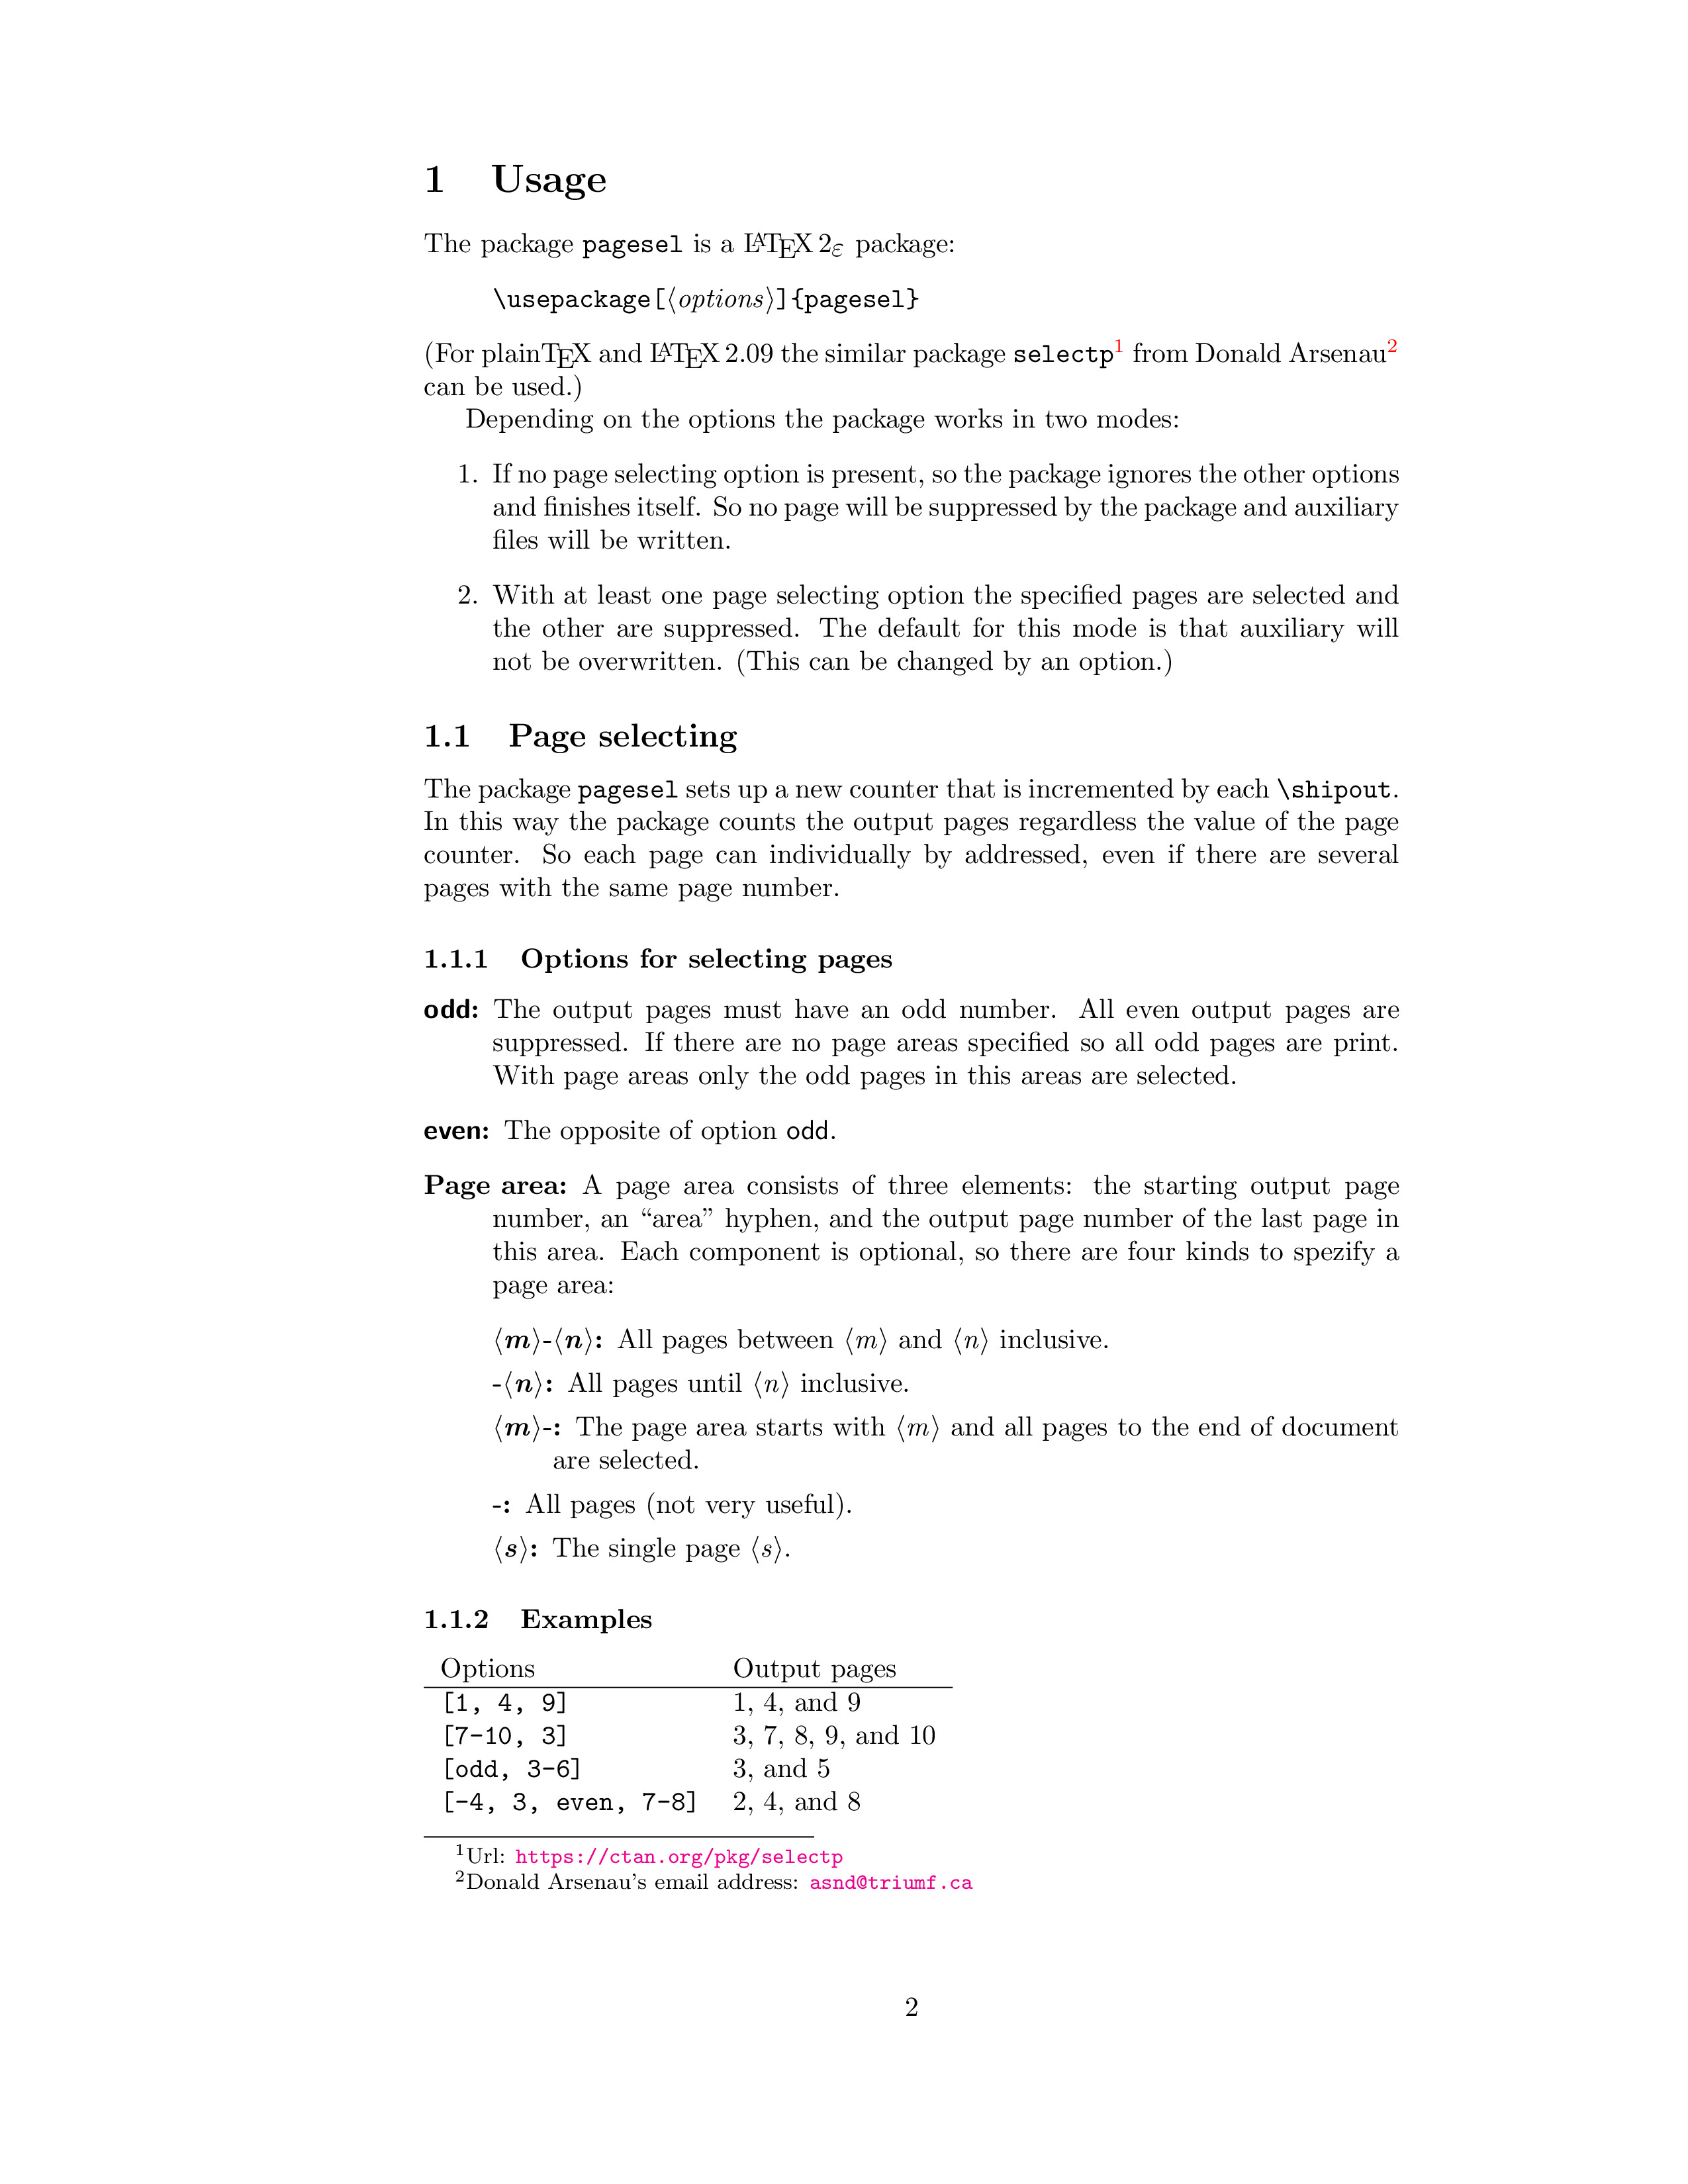 1 Usage
The package pagesel is a LATEX 2ε package:
\usepackage[⟨options⟩]{pagesel}
(For plainTEX and LATEX 2.09 the similar package selectp1 from Donald Arsenau2
can be used.)
Depending on the options the package works in two modes:
1. If no page selecting option is present, so the package ignores the other options
and finishes itself. So no page will be suppressed by the package and auxiliary
files will be written.
2. With at least one page selecting option the specified pages are selected and
the other are suppressed. The default for this mode is that auxiliary will
not be overwritten. (This can be changed by an option.)
1.1 Page selecting
The package pagesel sets up a new counter that is incremented by each \shipout.
In this way the package counts the output pages regardless the value of the page
counter. So each page can individually by addressed, even if there are several
pages with the same page number.
1.1.1 Options for selecting pages
odd: The output pages must have an odd number. All even output pages are
suppressed. If there are no page areas specified so all odd pages are print.
With page areas only the odd pages in this areas are selected.
even: The opposite of option odd.
Page area: A page area consists of three elements: the starting output page
number, an “area” hyphen, and the output page number of the last page in
this area. Each component is optional, so there are four kinds to spezify a
page area:
⟨m⟩-⟨n⟩: All pages between ⟨m⟩ and ⟨n⟩ inclusive.
-⟨n⟩: All pages until ⟨n⟩ inclusive.
⟨m⟩-: The page area starts with ⟨m⟩ and all pages to the end of document
are selected.
-: All pages (not very useful).
⟨s⟩: The single page ⟨s⟩.
1.1.2 Examples
Options Output pages
[1, 4, 9] 1, 4, and 9
[7-10, 3] 3, 7, 8, 9, and 10
[odd, 3-6] 3, and 5
[-4, 3, even, 7-8] 2, 4, and 8
1Url: https://ctan.org/pkg/selectp
2Donald Arsenau’s email address: asnd@triumf.ca
2